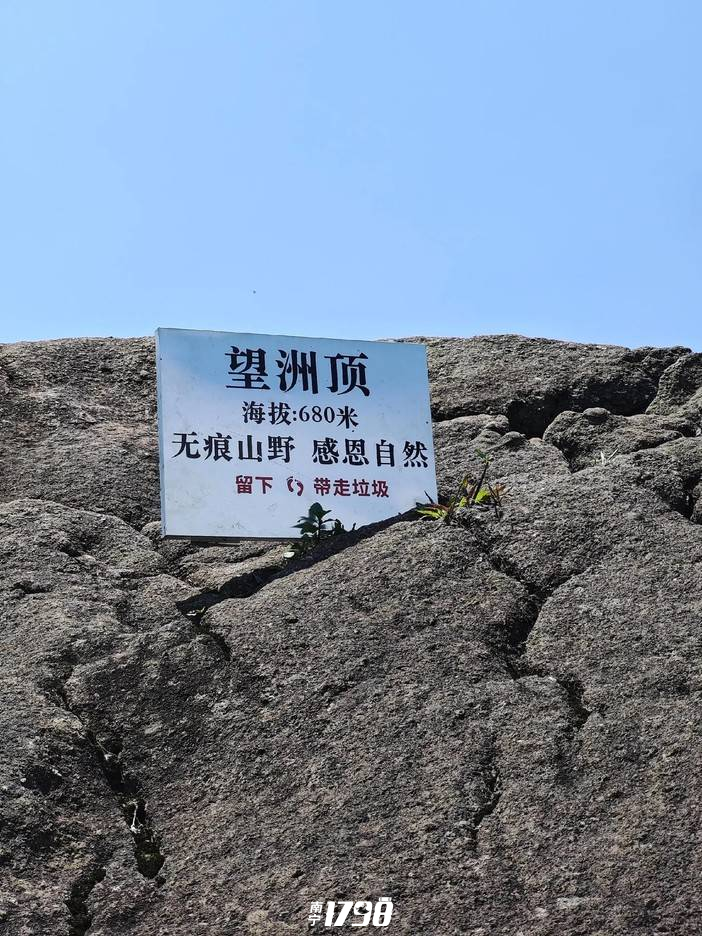 望洲顶
海拔:680米
无痕山野 感恩自然
留下 带走垃圾
南宁1798